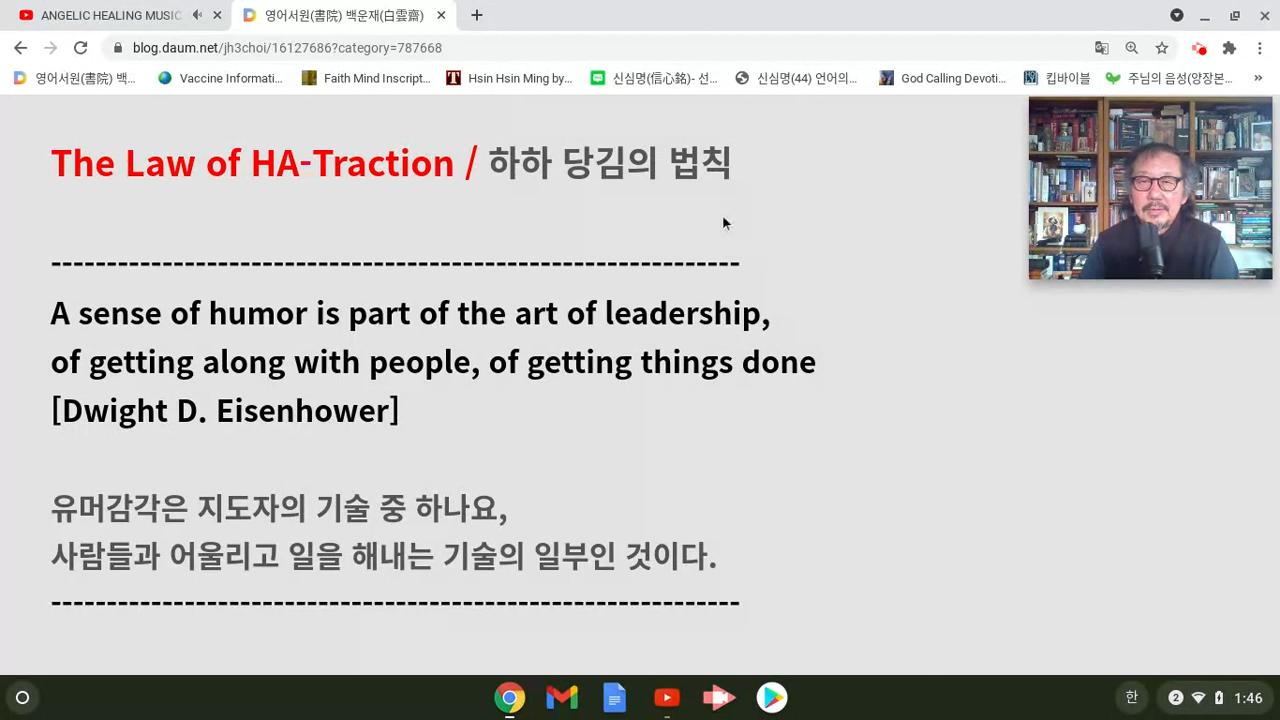 ANGELIC HEALING MUSIC
영어서원(書院) 백운재(白雲齋)
blog.daum.net/jh3choi/16127686?category=787668
영어서원(書院) 백...
Vaccine Informati...
Faith Mind Inscript...
Hsin Hsin Ming by...
신심명(信心銘)- 선...
신심명(44) 언어의...
God Calling Devoti...
킵바이블
주님의 음성(양장본...
The Law of HA-Traction / 하하 당김의 법칙
-------------------------------------------------------------
A sense of humor is part of the art of leadership,
of getting along with people, of getting things done
[Dwight D. Eisenhower]
유머감각은 지도자의 기술 중 하나요,
사람들과 어울리고 일을 해내는 기술의 일부인 것이다.
-------------------------------------------------------------
한
2
1:46